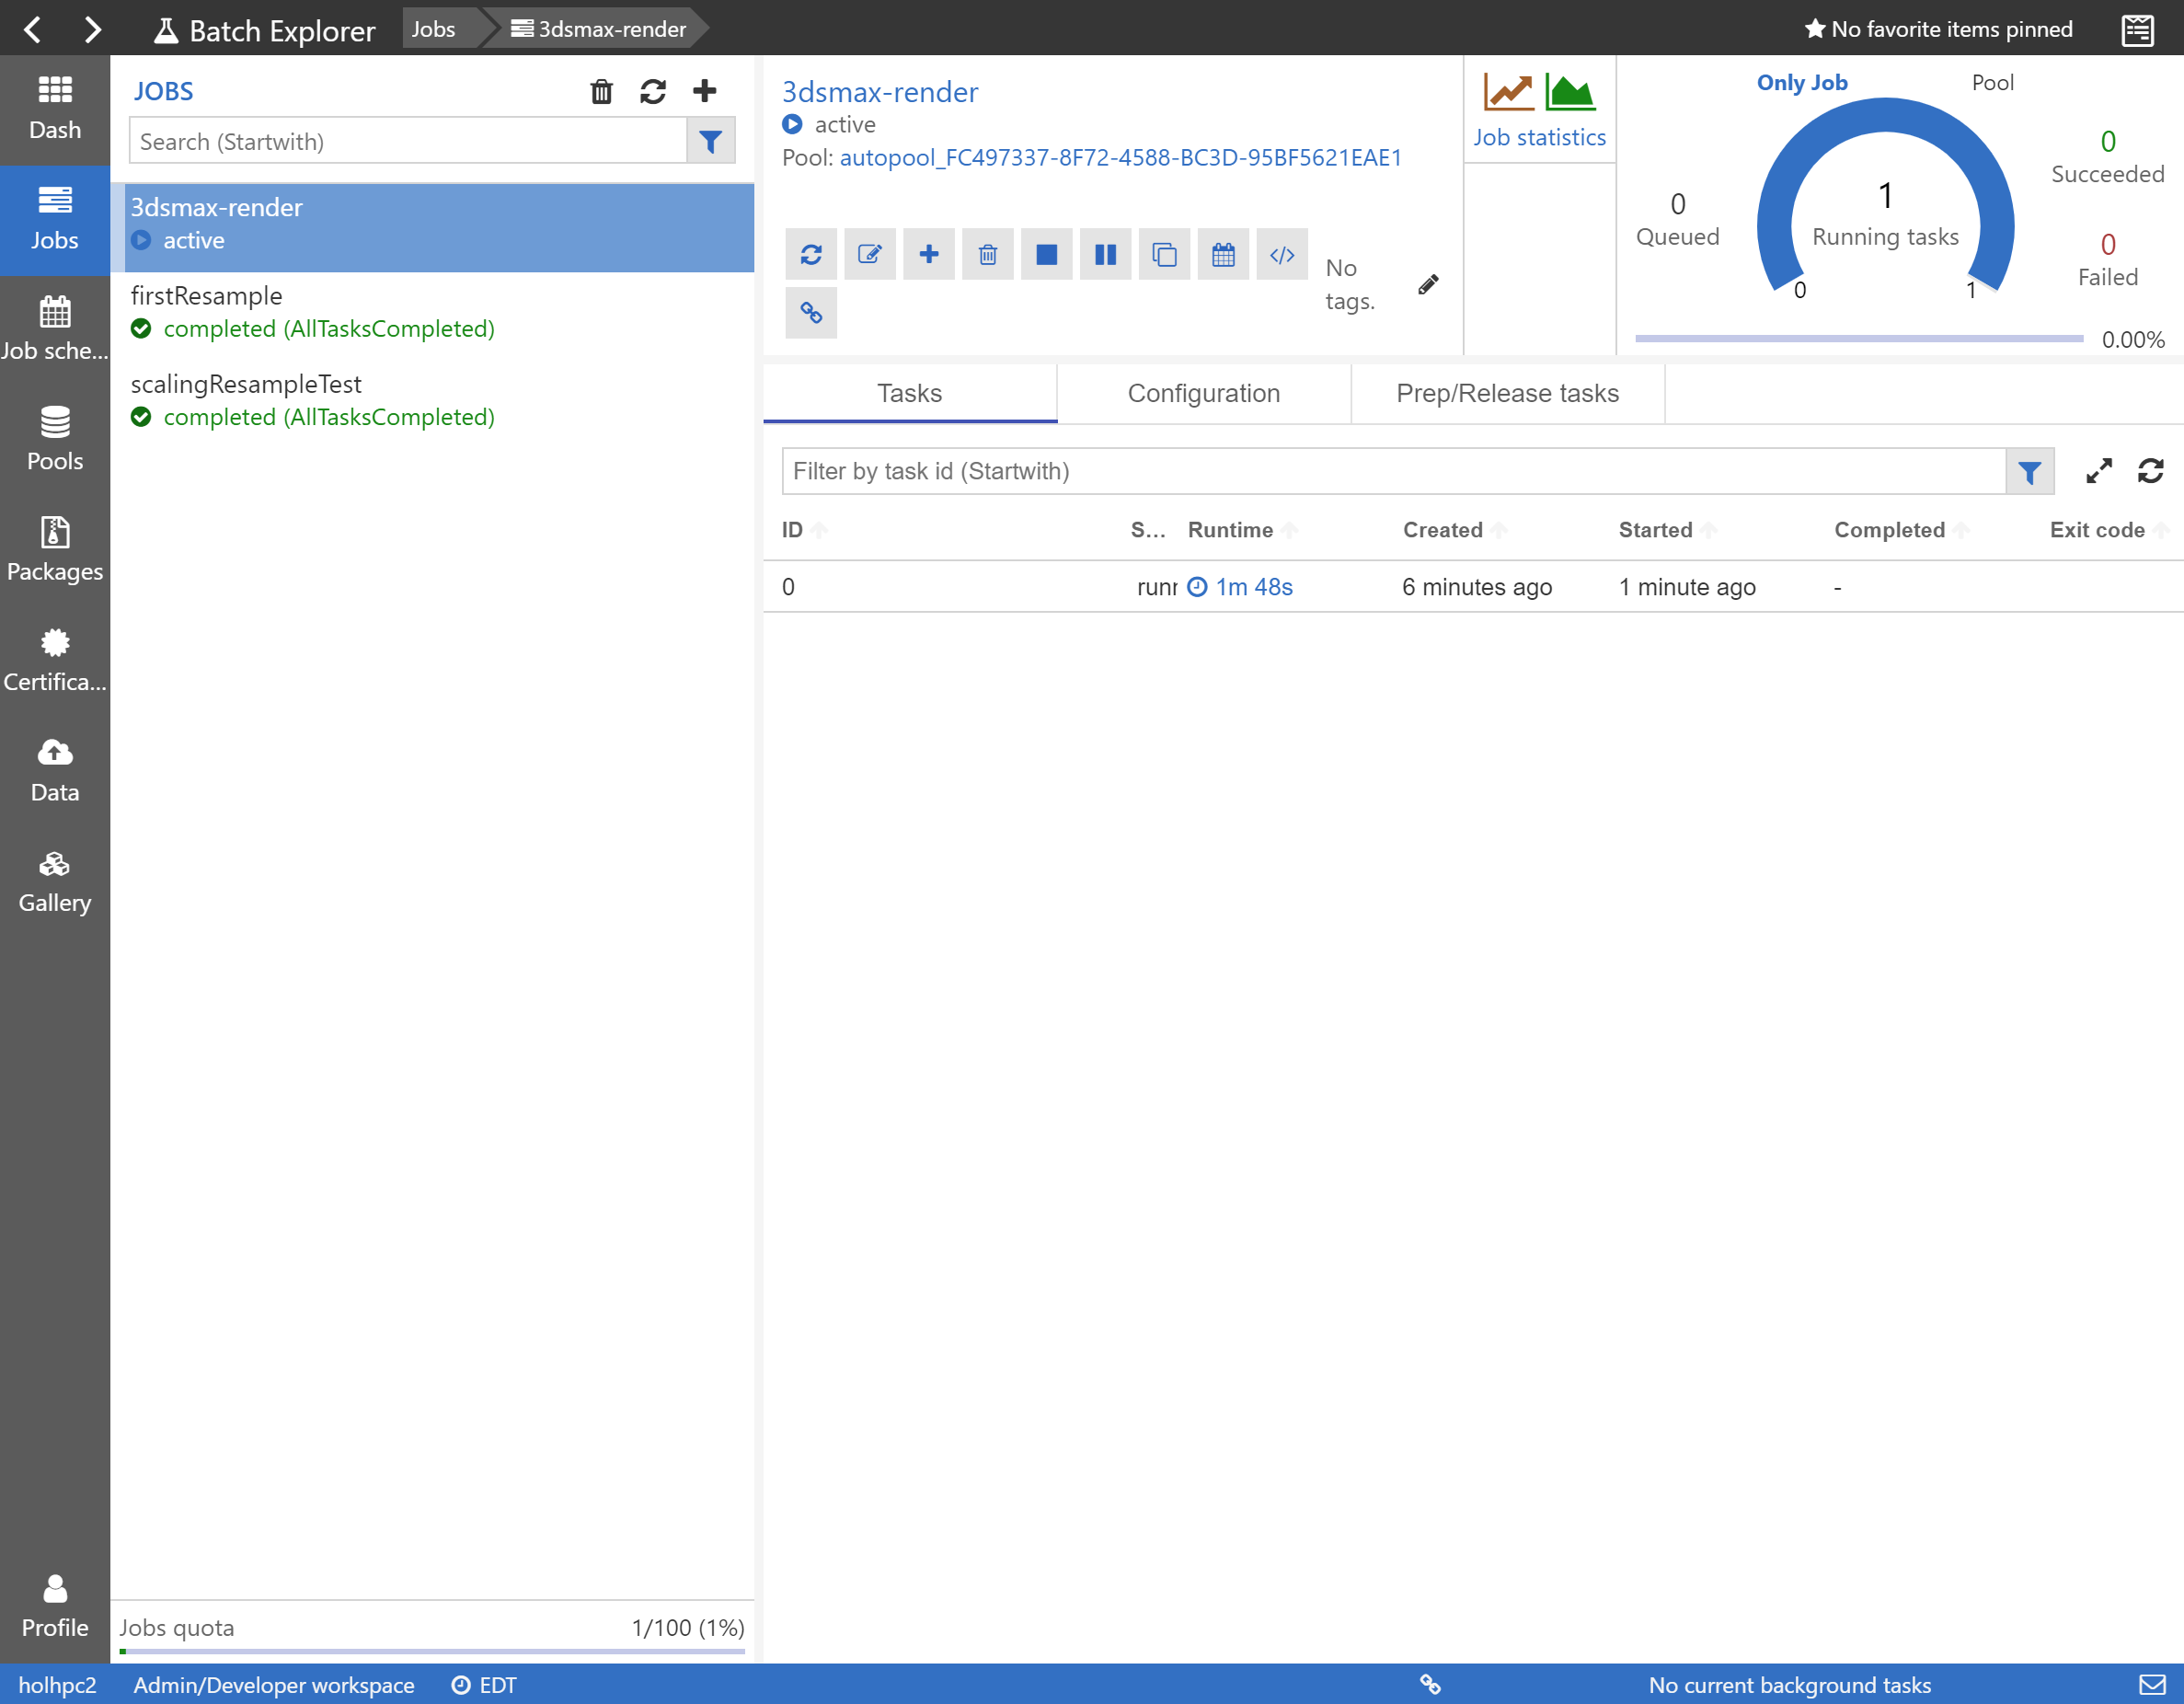 Batch Explorer
Jobs
3dsmax-render
No favorite items pinned
Dash
Jobs
Job sche...
Pools
Packages
Certifica...
Data
Gallery
Profile
JOBS
Search (Startwith)
3dsmax-render
active
firstResample
completed (AllTasksCompleted)
scalingResampleTest
completed (AllTasksCompleted)
Jobs quota 1/100 (1%)
3dsmax-render
active
Pool: autopool_FC497337-8F72-4588-BC3D-95BF5621EAE1
No
tags.
Job statistics
Only Job
Pool
0
Queued
1
Running tasks
0
1
0
Succeeded
0
Failed
0.00%
Tasks
Configuration
Prep/Release tasks
Filter by task id (Startwith)
ID S... Runtime Created Started Completed Exit code
0 runr 1m 48s 6 minutes ago 1 minute ago -
holhpc2 Admin/Developer workspace EDT No current background tasks